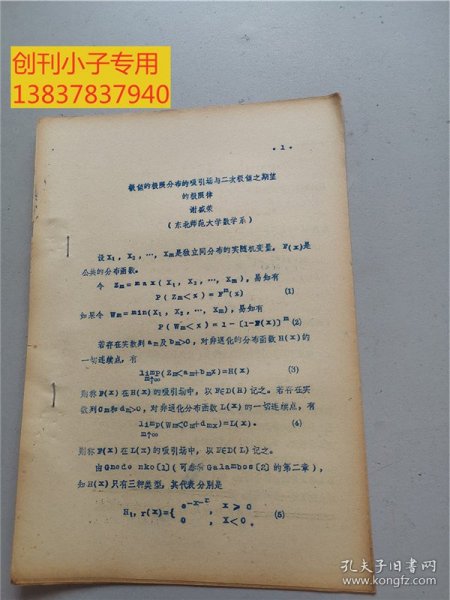 创刊小子专用
13837837940
• 1 •
极值的极限分布的吸引场与二次极值之期望
的极限律
谢盛荣
(东北师范大学数学系)
设X₁，X₂，…，Xm是独立同分布的实随机变量。F(x)是
公共的分布函数。
令 Zm=max(X₁，X₂，…，Xm)，易知有
P(Zm<X)=Fᵐ(x) (1)
如果令 Wm=min(X₁，X₂，…，Xm)，易知有
P(Wm<X)=1-[1-F(x)]ᵐ (2)
若存在实数列am及bm>0，对非退化的分布函数H(x)的
一切连续点，有
limP(Zm<am+bmx)=H(x) (3)
m↑∞
则称F(x)在H(x)的吸引场中，以F∈D(H)记之。若存在实
数列Cm和dm>0，对非退化分布函数L(x)的一切连续点，有
limP(Wm<Cm+dmx)=L(x)。 (4)
m↑∞
则称F(x)在L(x)的吸引场中，以F∈D(L)记之。
由Gnede nko〔1〕(可参看Galambos〔2〕的第二章)，
知H(x)只有三种类型，其代表分别是
H₁，r(x)={ e⁻ˣ⁻ʳ ， X≥0
0 ， X<0。 (5)
孔夫子旧书网
www.kongfz.com